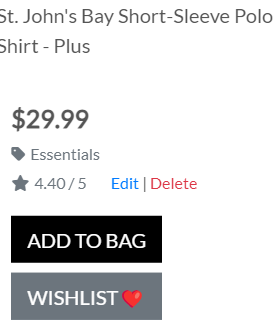 St. John's Bay Short-Sleeve Polo
Shirt - Plus
$29.99
Essentials
4.40 / 5 Edit | Delete
ADD TO BAG
WISHLIST ❤️